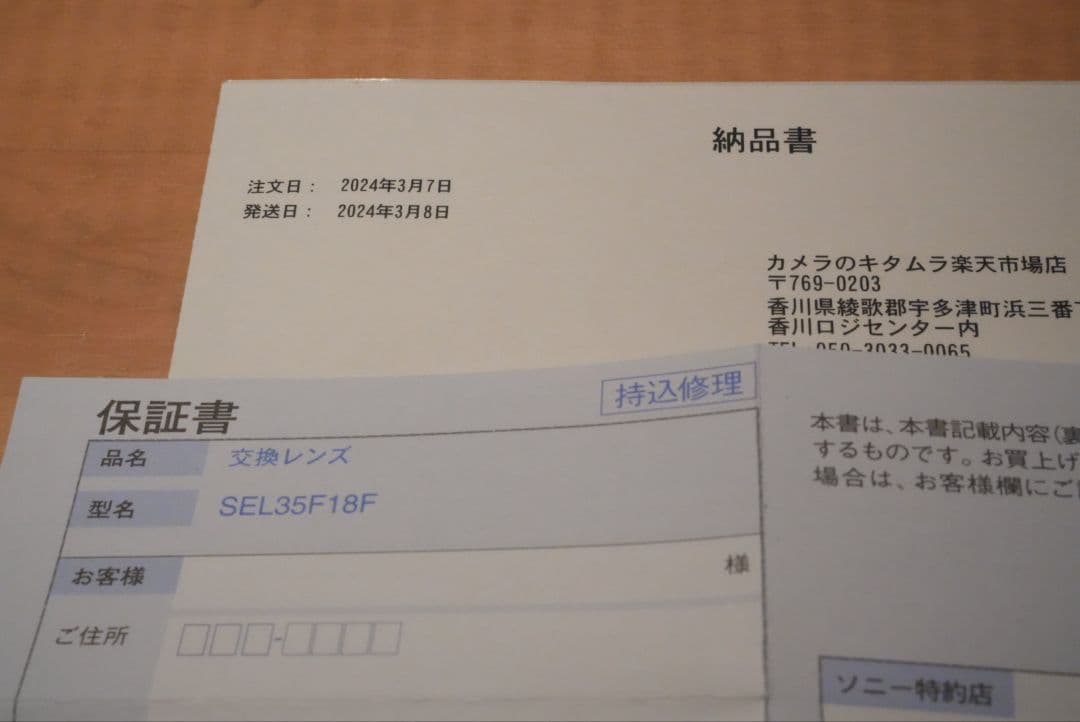 納品書
注文日： 2024年3月7日
発送日： 2024年3月8日
カメラのキタムラ楽天市場店
〒769-0203
香川県綾歌郡宇多津町浜三番
香川ロジセンター内
TEL 050-3033-0065
保証書
持込修理
品名 交換レンズ
型名 SEL35F18F
お客様 様
ご住所
本書は、本書記載内容(裏
するものです。お買上げ
場合は、お客様欄にご
ソニー特約店